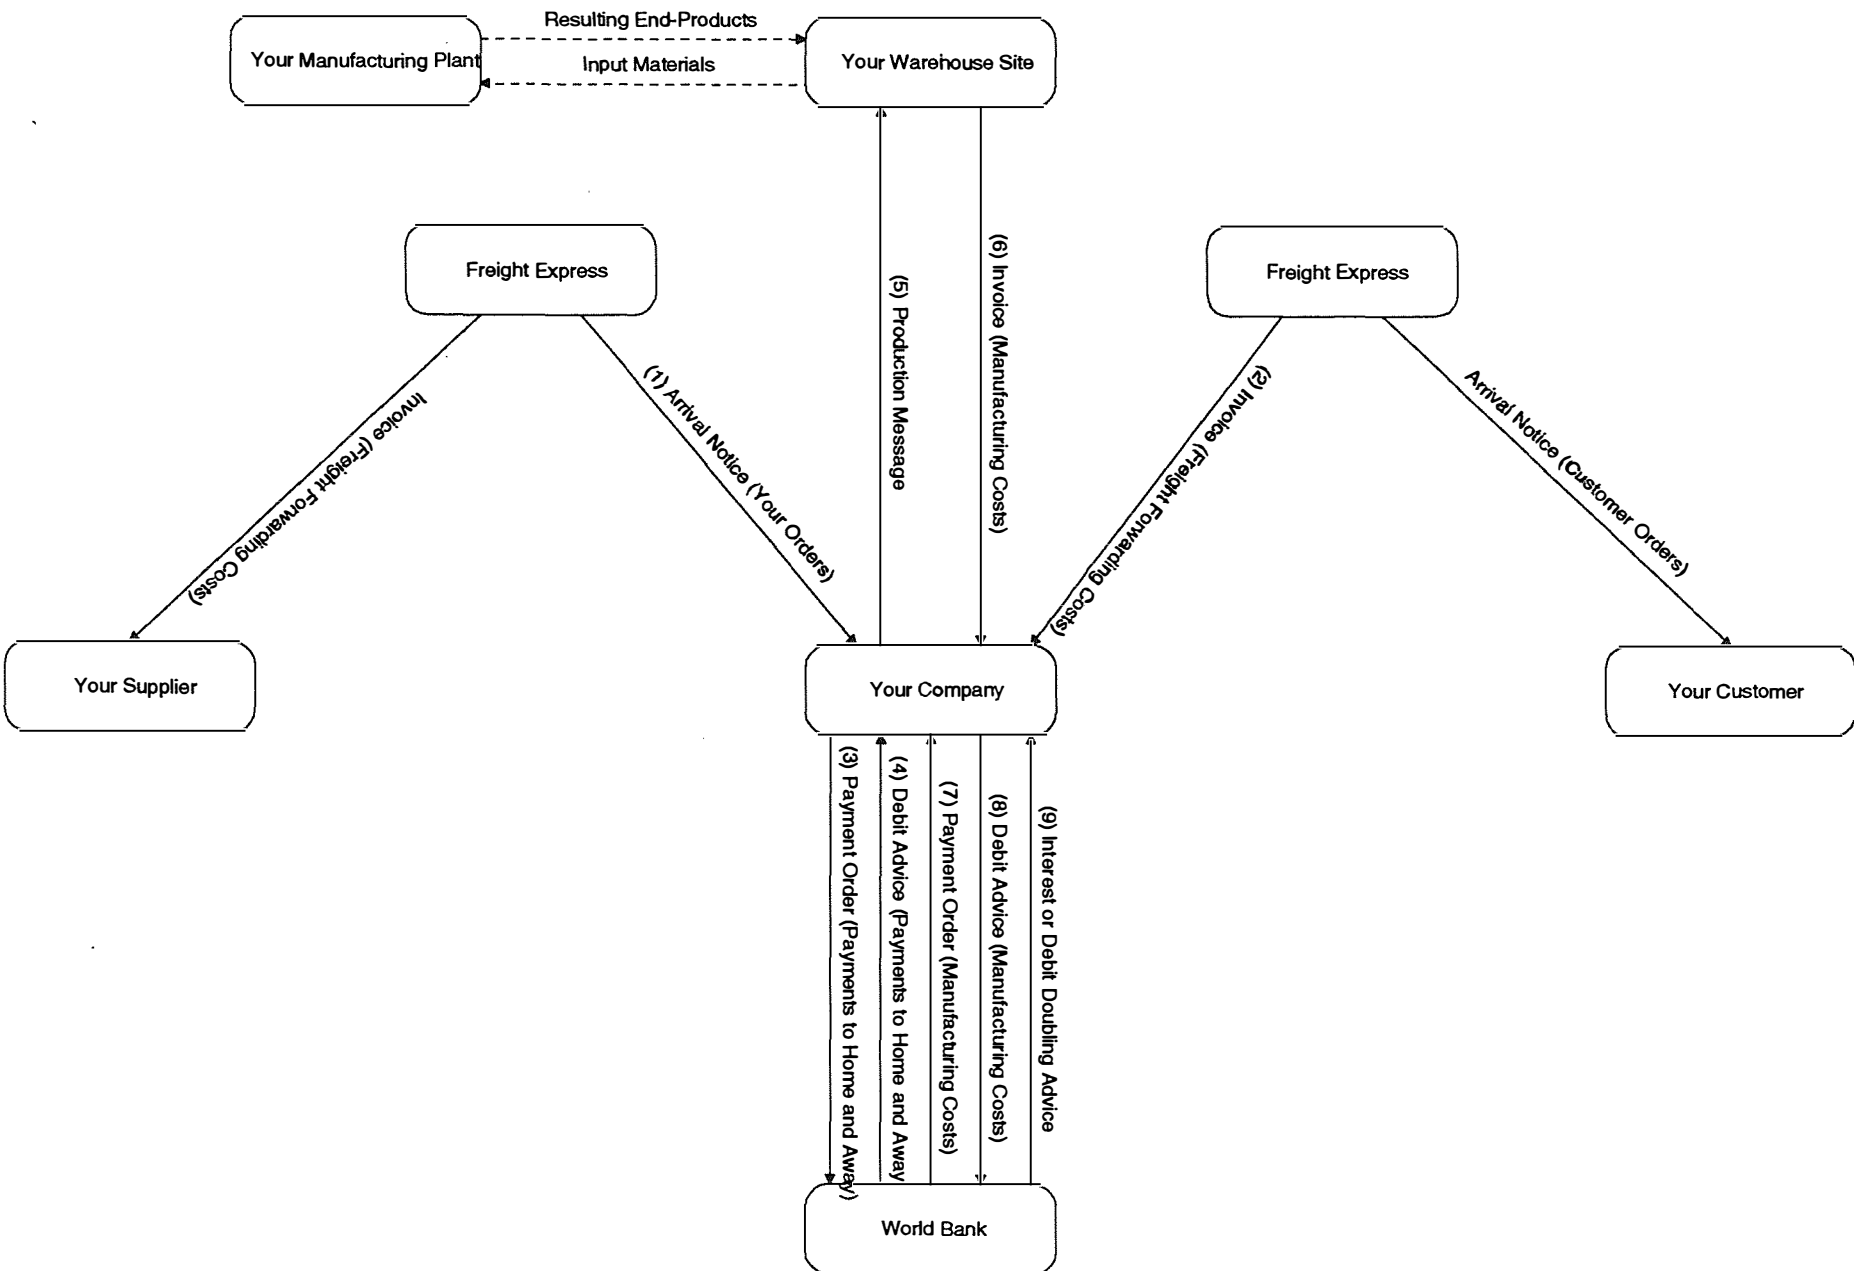 Resulting End-Products
Your Manufacturing Plant
Input Materials
Your Warehouse Site
Freight Express
Freight Express
(5) Production Message
(6) Invoice (Manufacturing Costs)
Invoice (Freight Forwarding Costs)
(1) Arrival Notice (Your Orders)
(2) Invoice (Freight Forwarding Costs)
Arrival Notice (Customer Orders)
Your Supplier
Your Company
Your Customer
(3) Payment Order (Payments to Home and Away)
(4) Debit Advice (Payments to Home and Away
(7) Payment Order (Manufacturing Costs)
(8) Debit Advice (Manufacturing Costs)
(9) Interest or Debit Doubling Advice
World Bank